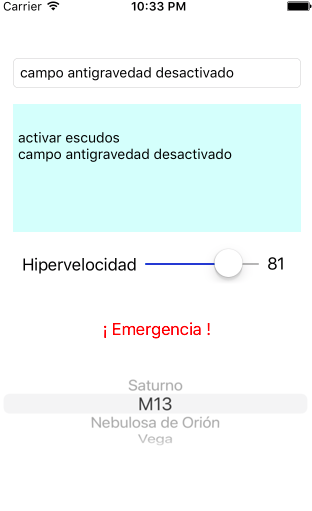 Carrier 10:33 PM
campo antigravedad desactivado
activar escudos
campo antigravedad desactivado
Hipervelocidad 81
¡ Emergencia !
Saturno
M13
Nebulosa de Orión
Vega